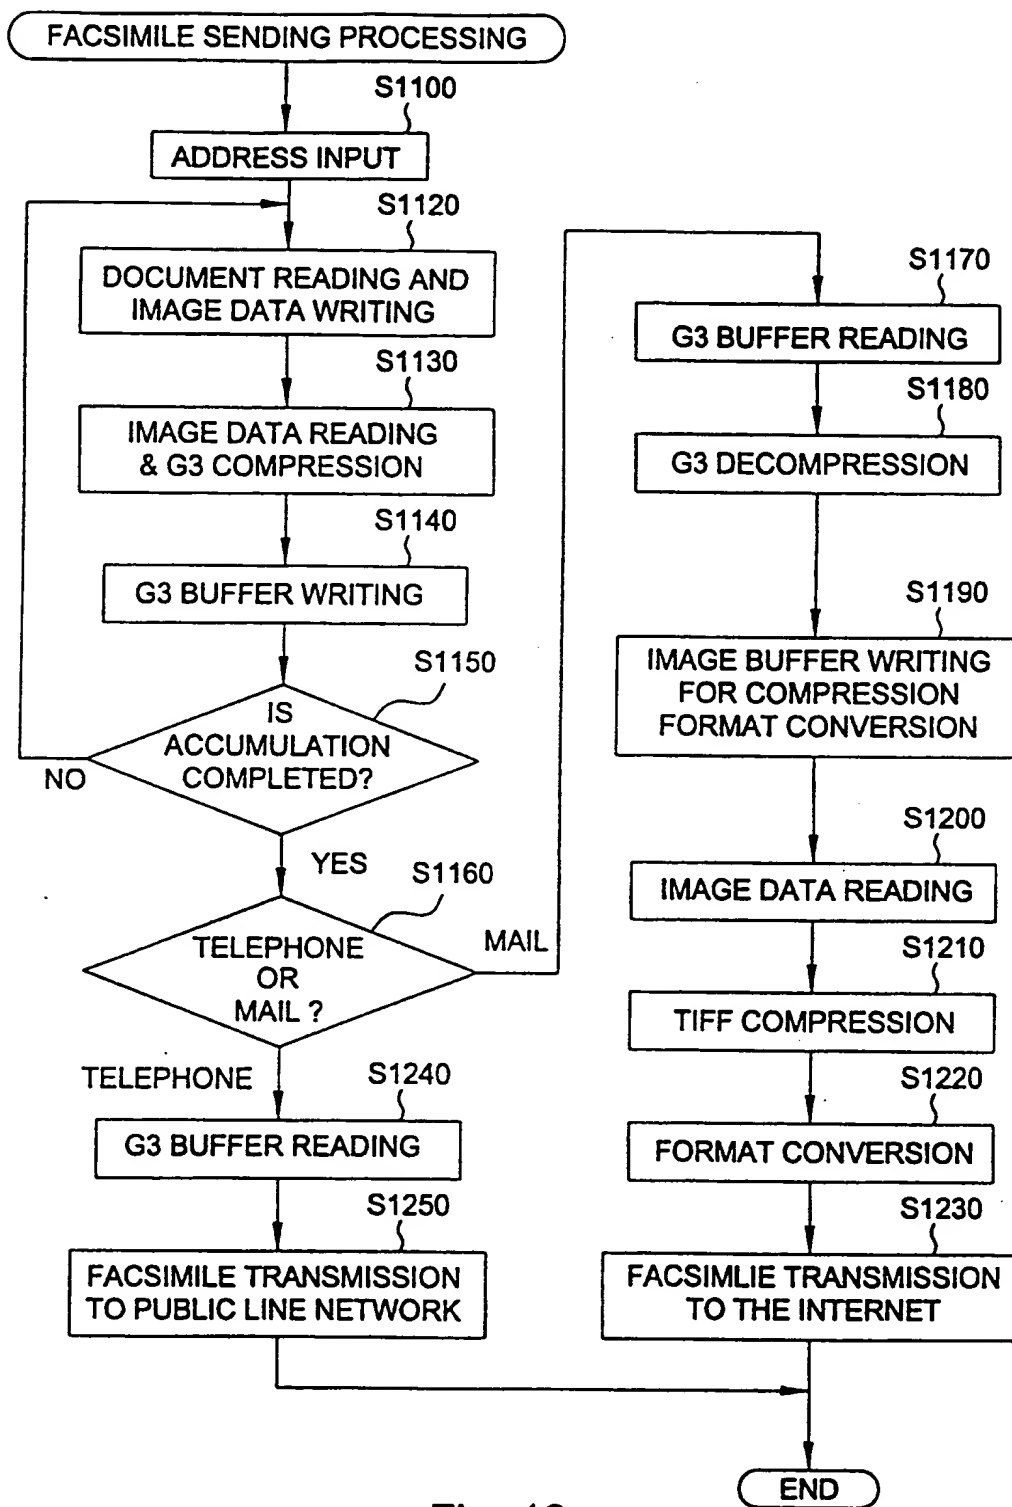 FACSIMILE SENDING PROCESSING
S1100
ADDRESS INPUT
S1120
DOCUMENT READING AND
IMAGE DATA WRITING
S1130
IMAGE DATA READING
& G3 COMPRESSION
S1140
G3 BUFFER WRITING
S1150
IS
ACCUMULATION
COMPLETED?
NO
YES
S1160
TELEPHONE
OR
MAIL ?
MAIL
TELEPHONE
S1240
G3 BUFFER READING
S1250
FACSIMILE TRANSMISSION
TO PUBLIC LINE NETWORK
S1170
G3 BUFFER READING
S1180
G3 DECOMPRESSION
S1190
IMAGE BUFFER WRITING
FOR COMPRESSION
FORMAT CONVERSION
S1200
IMAGE DATA READING
S1210
TIFF COMPRESSION
S1220
FORMAT CONVERSION
S1230
FACSIMLIE TRANSMISSION
TO THE INTERNET
END